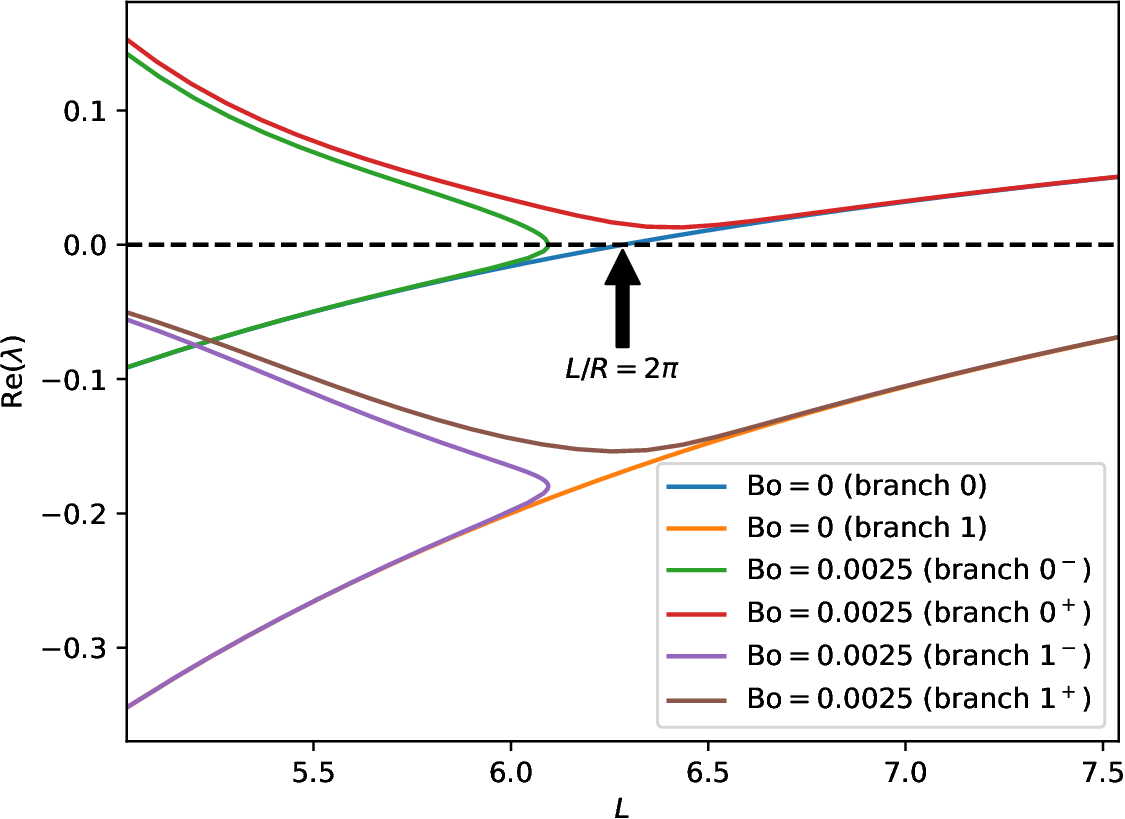 0.1
0.0
−0.1
−0.2
−0.3
Re(λ)
L/R = 2π
Bo = 0 (branch 0)
Bo = 0 (branch 1)
Bo = 0.0025 (branch 0⁻)
Bo = 0.0025 (branch 0⁺)
Bo = 0.0025 (branch 1⁻)
Bo = 0.0025 (branch 1⁺)
5.5 6.0 6.5 7.0 7.5
L